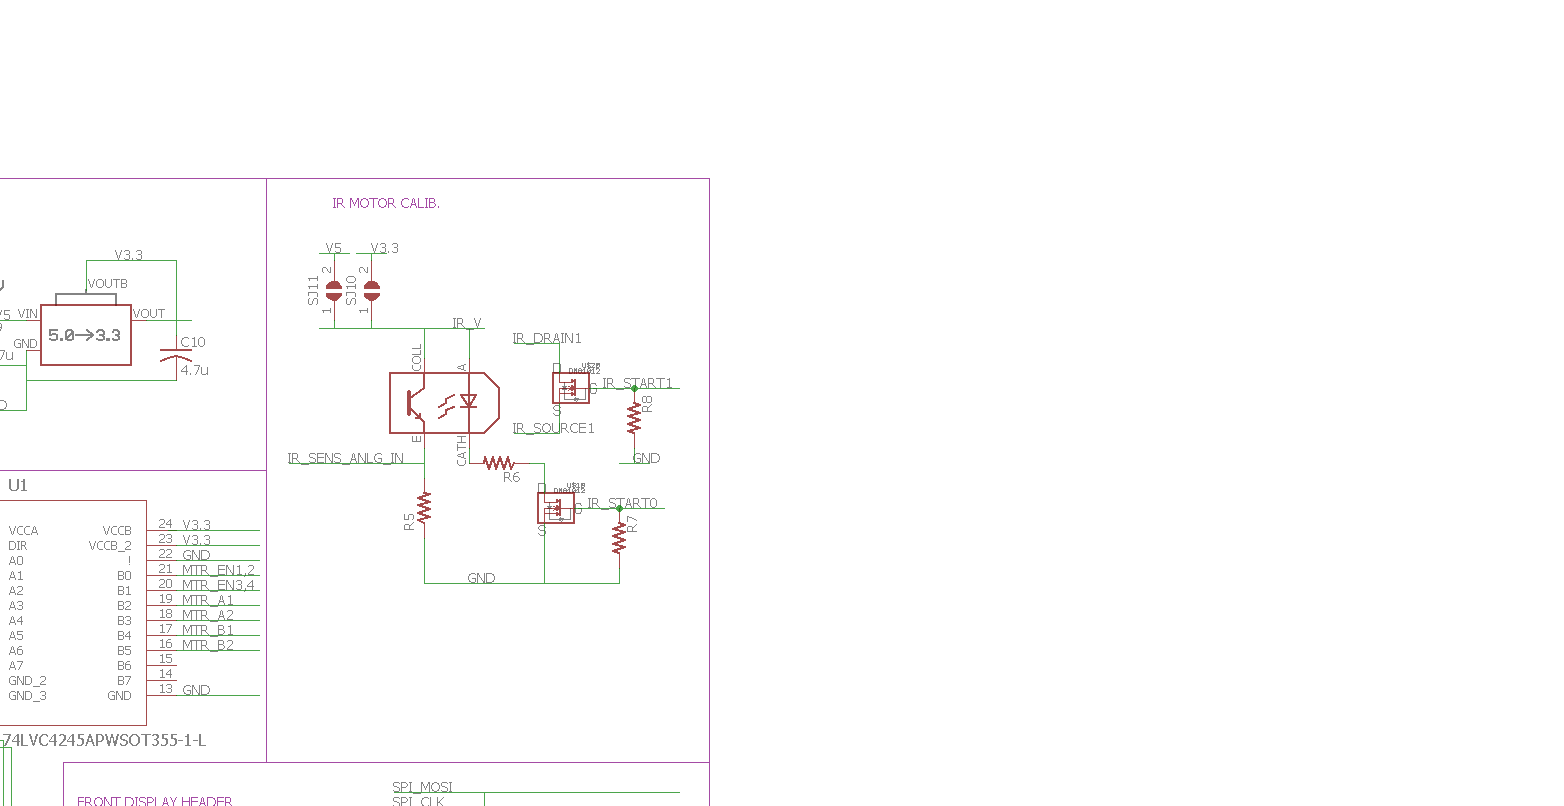 IR MOTOR CALIB.
V5
V3.3
2
2
SJ11
SJ10
1
1
IR_V
COLL
A
E
CATH
IR_DRAIN1
D
G
S
IR_START1
R8
IR_SOURCE1
GND
IR_SENS_ANLG_IN
R6
R5
D
G
S
IR_START0
R7
GND
V3.3
VOUTB
VIN
VOUT
5.0→3.3
GND
C10
4.7u
U1
VCCA VCCB 24 V3.3
DIR VCCB_2 23 V3.3
A0 ! 22 GND
A1 B0 21 MTR_EN1,2
A2 B1 20 MTR_EN3,4
A3 B2 19 MTR_A1
A4 B3 18 MTR_A2
A5 B4 17 MTR_B1
A6 B5 16 MTR_B2
A7 B6 15
GND_2 B7 14
GND_3 GND 13 GND
74LVC4245APWSOT355-1-L
FRONT DISPLAY HEADER
SPI_MOSI
SPI_CLK